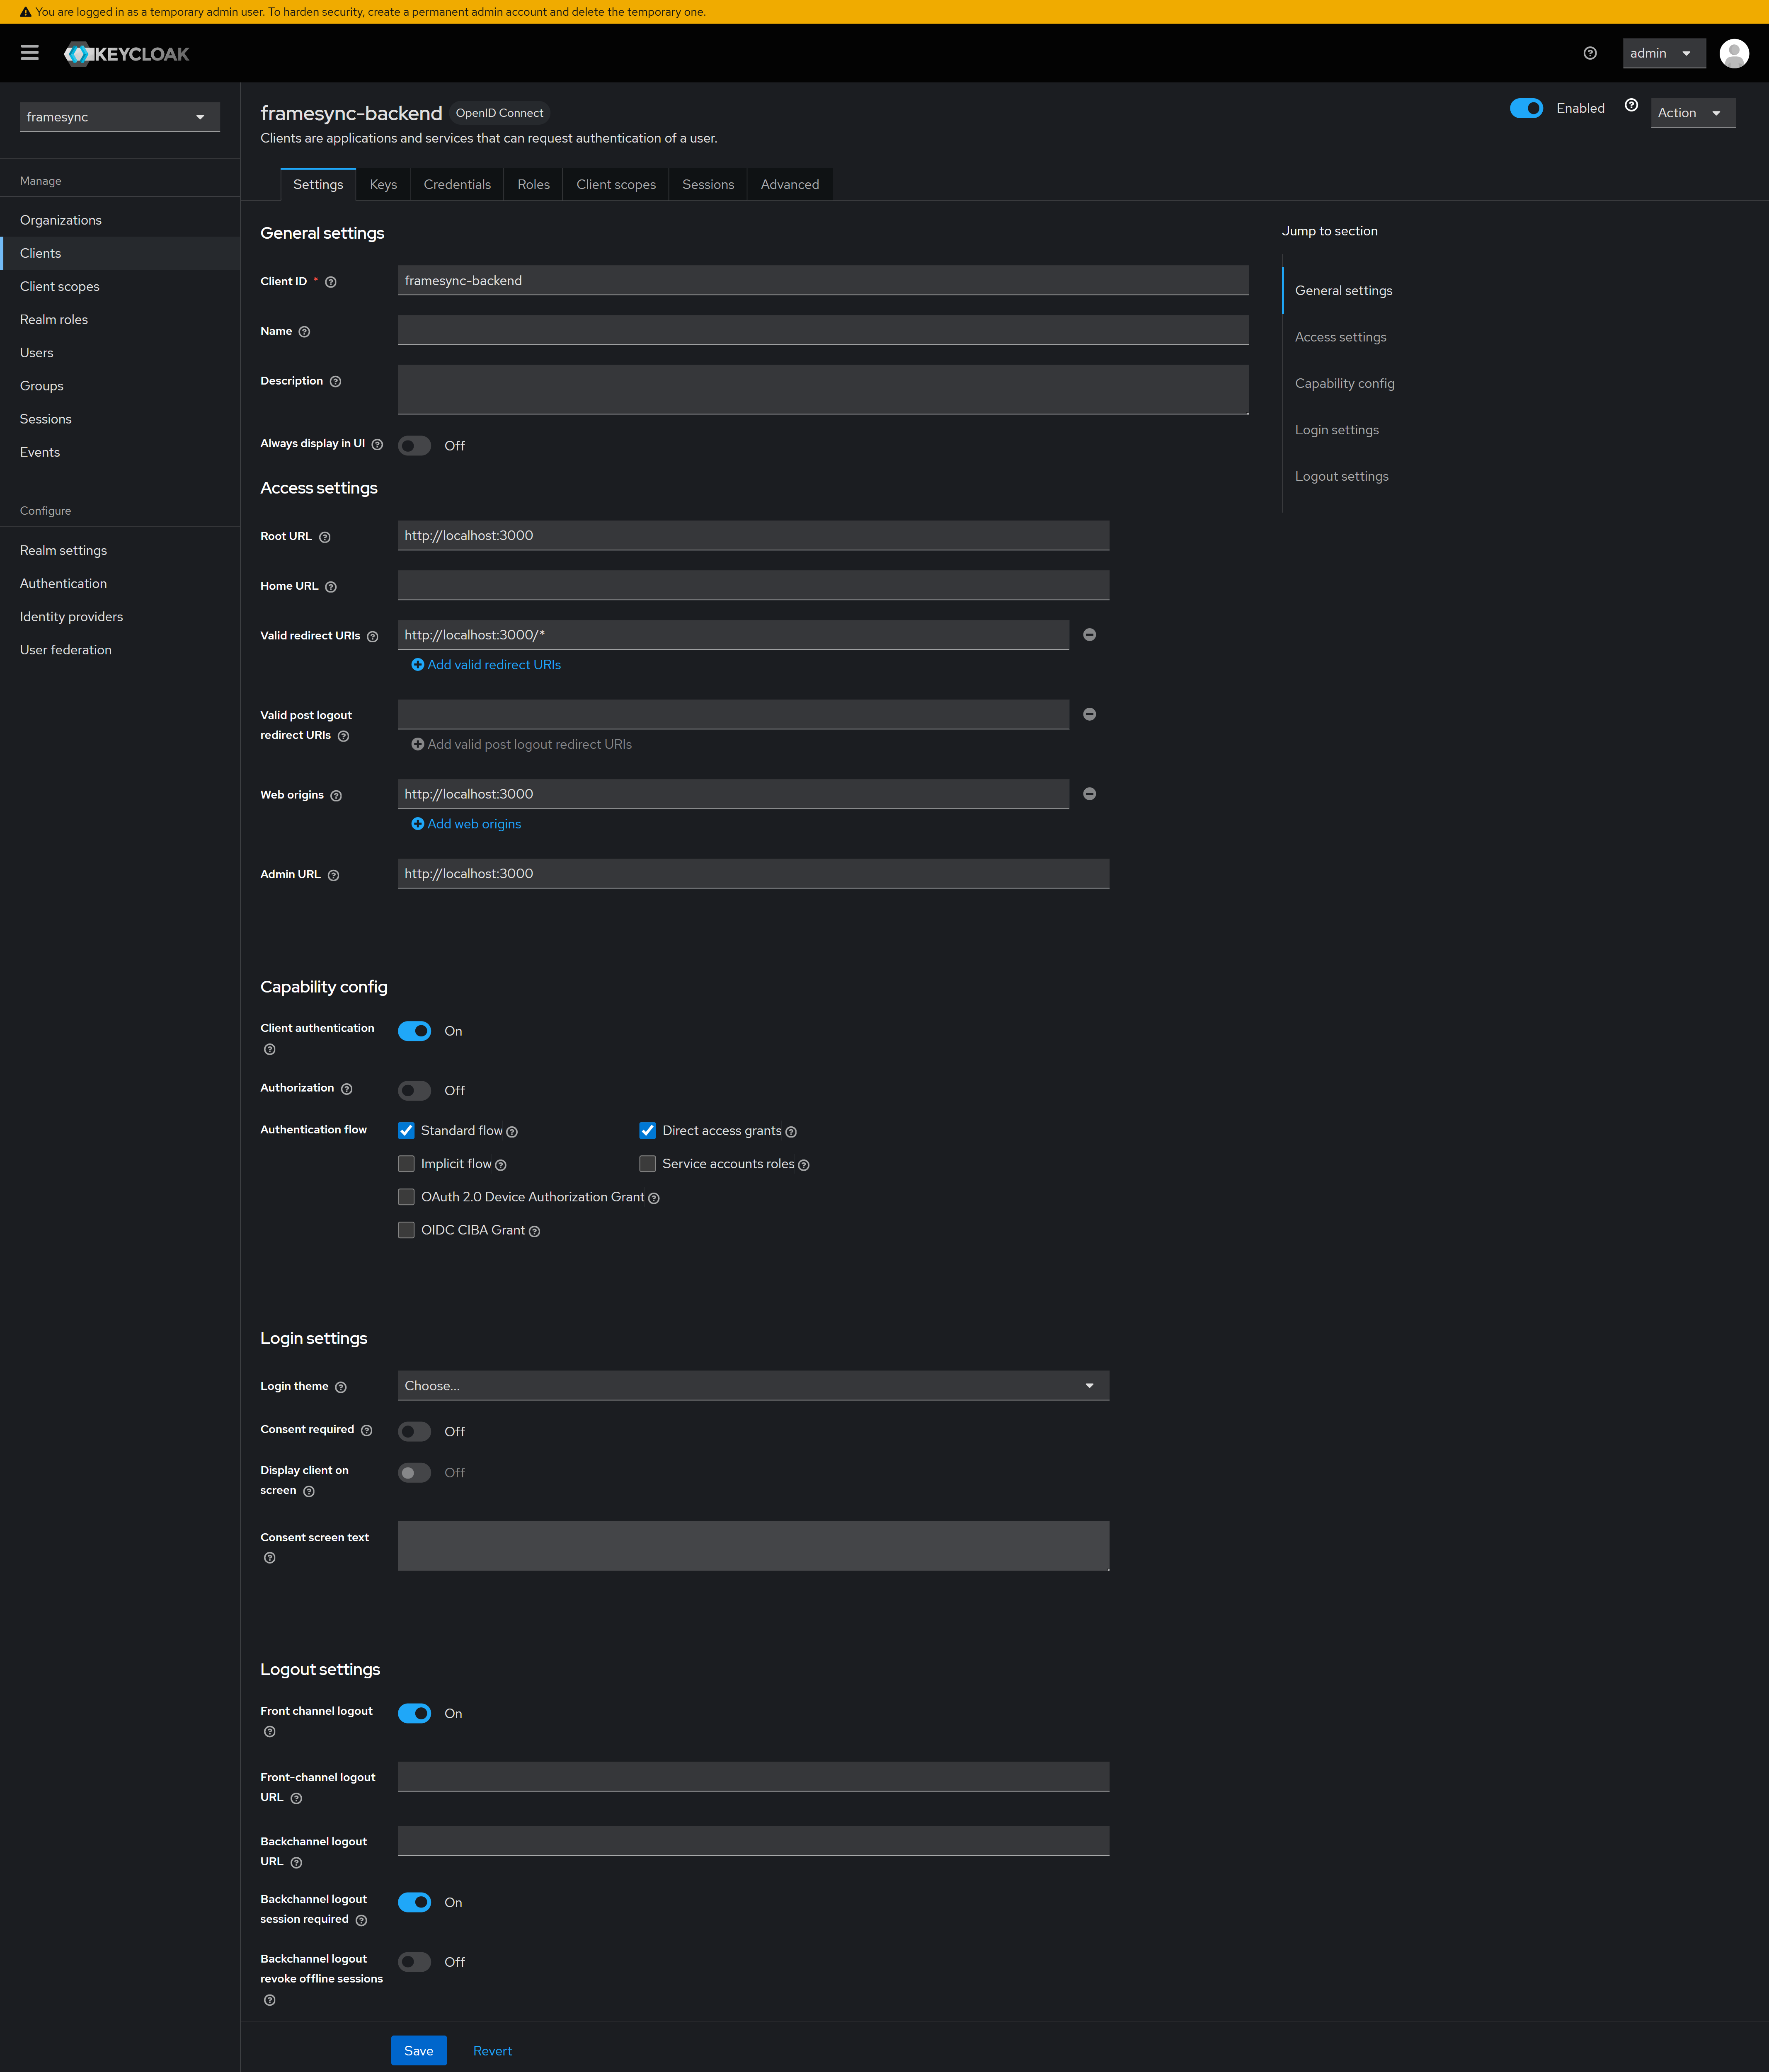 You are logged in as a temporary admin user. To harden security, create a permanent admin account and delete the temporary one.
KEYCLOAK
admin
framesync
Manage
Organizations
Clients
Client scopes
Realm roles
Users
Groups
Sessions
Events
Configure
Realm settings
Authentication
Identity providers
User federation
framesync-backend
OpenID Connect
Clients are applications and services that can request authentication of a user.
Enabled
Action
Settings
Keys
Credentials
Roles
Client scopes
Sessions
Advanced
General settings
Client ID *
framesync-backend
Name
Description
Always display in UI
Off
Access settings
Root URL
http://localhost:3000
Home URL
Valid redirect URIs
http://localhost:3000/*
Add valid redirect URIs
Valid post logout
redirect URIs
Add valid post logout redirect URIs
Web origins
http://localhost:3000
Add web origins
Admin URL
http://localhost:3000
Capability config
Client authentication
On
Authorization
Off
Authentication flow
Standard flow
Direct access grants
Implicit flow
Service accounts roles
OAuth 2.0 Device Authorization Grant
OIDC CIBA Grant
Login settings
Login theme
Choose...
Consent required
Off
Display client on
screen
Off
Consent screen text
Logout settings
Front channel logout
On
Front-channel logout
URL
Backchannel logout
URL
Backchannel logout
session required
On
Backchannel logout
revoke offline sessions
Off
Save
Revert
Jump to section
General settings
Access settings
Capability config
Login settings
Logout settings